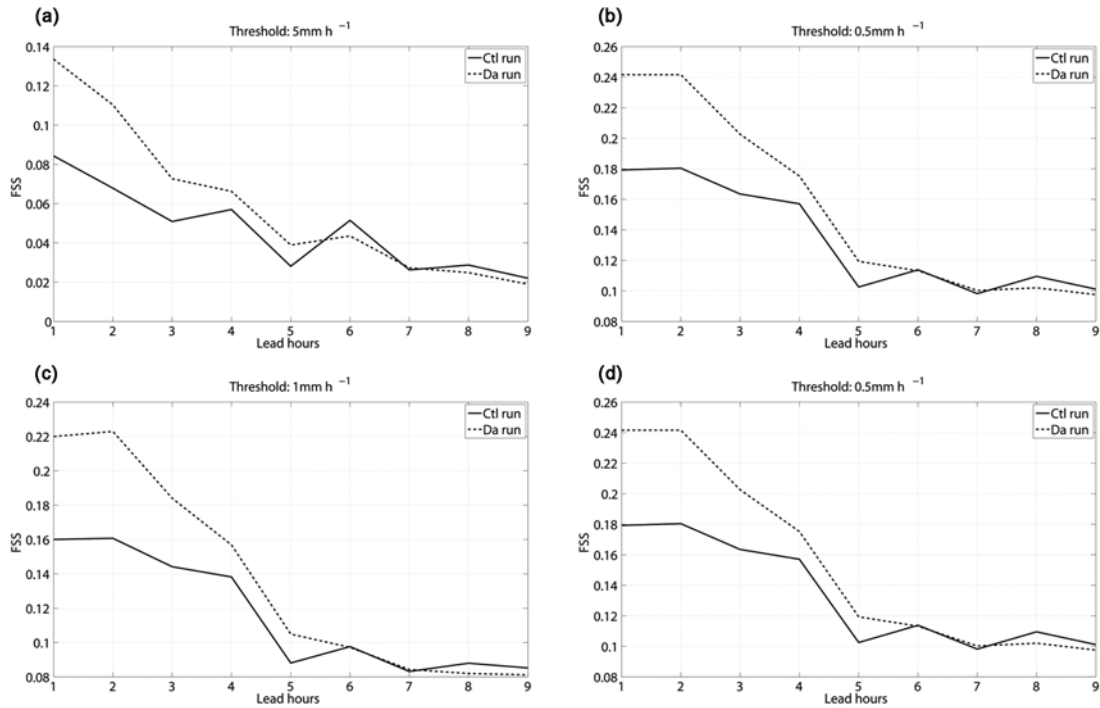 (a)
Threshold: 5mm h −1
0.14
0.12
0.1
0.08
0.06
0.04
0.02
0
FSS
1 2 3 4 5 6 7 8 9
Lead hours
Ctl run
Da run
(b)
Threshold: 0.5mm h −1
0.26
0.24
0.22
0.2
0.18
0.16
0.14
0.12
0.1
0.08
FSS
1 2 3 4 5 6 7 8 9
Lead hours
Ctl run
Da run
(c)
Threshold: 1mm h −1
0.24
0.22
0.2
0.18
0.16
0.14
0.12
0.1
0.08
FSS
1 2 3 4 5 6 7 8 9
Lead hours
Ctl run
Da run
(d)
Threshold: 0.5mm h −1
0.26
0.24
0.22
0.2
0.18
0.16
0.14
0.12
0.1
0.08
FSS
1 2 3 4 5 6 7 8 9
Lead hours
Ctl run
Da run